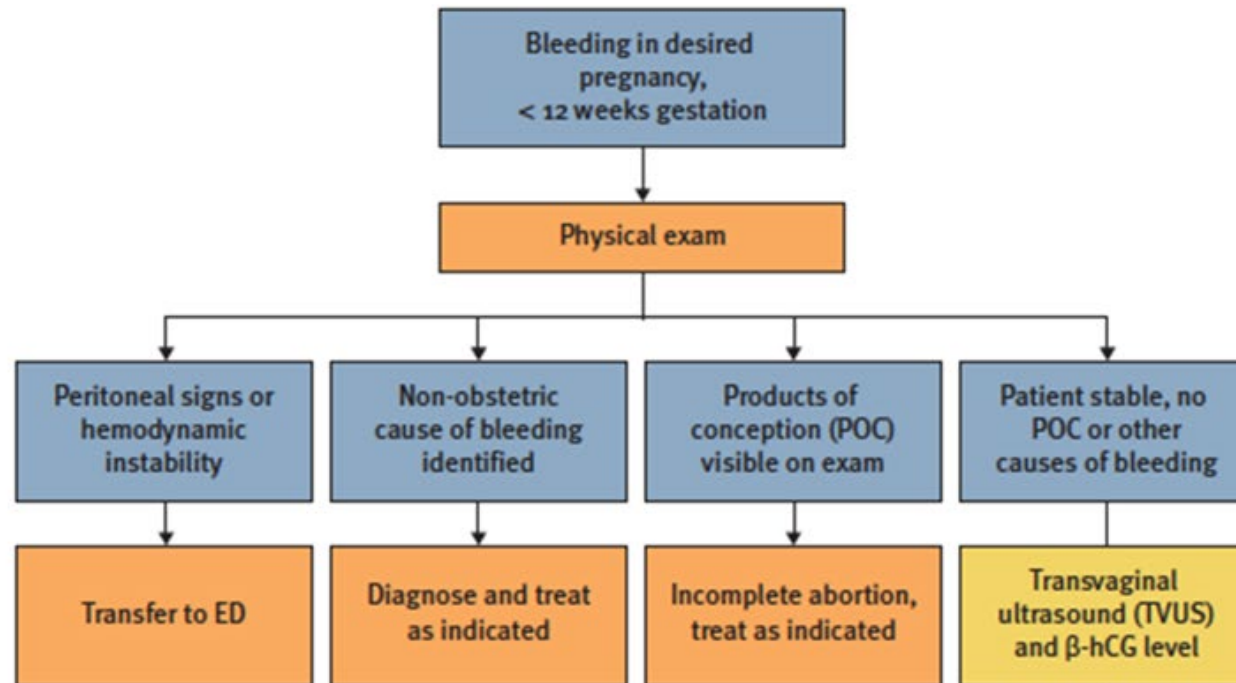 Bleeding in desired
pregnancy,
< 12 weeks gestation
Physical exam
Peritoneal signs or
hemodynamic
instability
Non-obstetric
cause of bleeding
identified
Products of
conception (POC)
visible on exam
Patient stable, no
POC or other
causes of bleeding
Transfer to ED
Diagnose and treat
as indicated
Incomplete abortion,
treat as indicated
Transvaginal
ultrasound (TVUS)
and β-hCG level